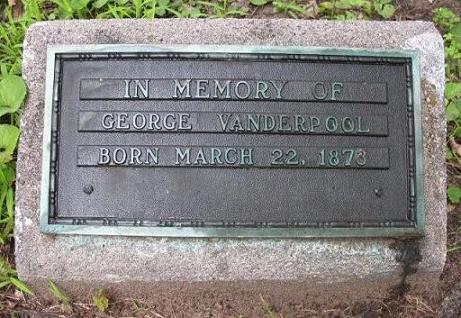 IN MEMORY OF
GEORGE VANDERPOOL
BORN MARCH 22, 1873